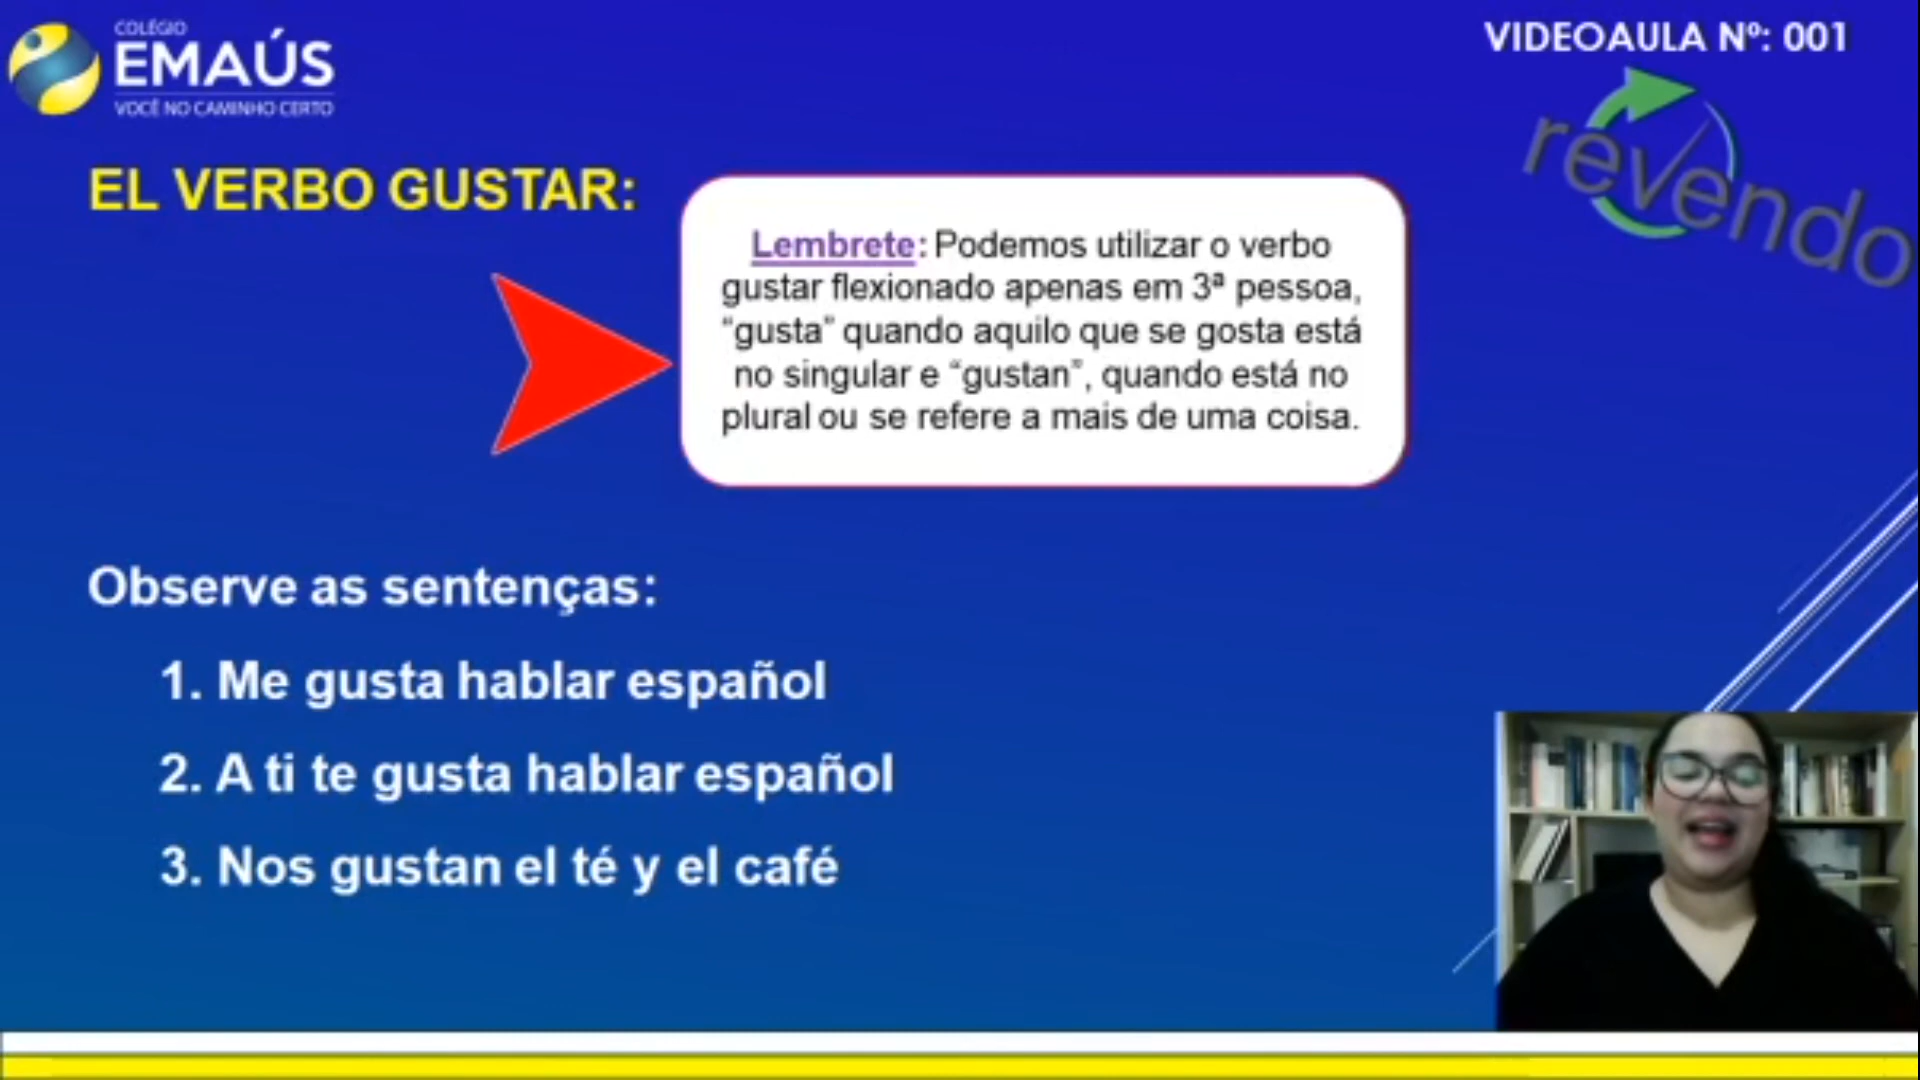 COLÉGIO
EMAÚS
VOCÊ NO CAMINHO CERTO
VIDEOAULA Nº: 001
revendo
EL VERBO GUSTAR:
Lembrete: Podemos utilizar o verbo
gustar flexionado apenas em 3ª pessoa,
“gusta” quando aquilo que se gosta está
no singular e “gustan”, quando está no
plural ou se refere a mais de uma coisa.
Observe as sentenças:
1. Me gusta hablar español
2. A ti te gusta hablar español
3. Nos gustan el té y el café